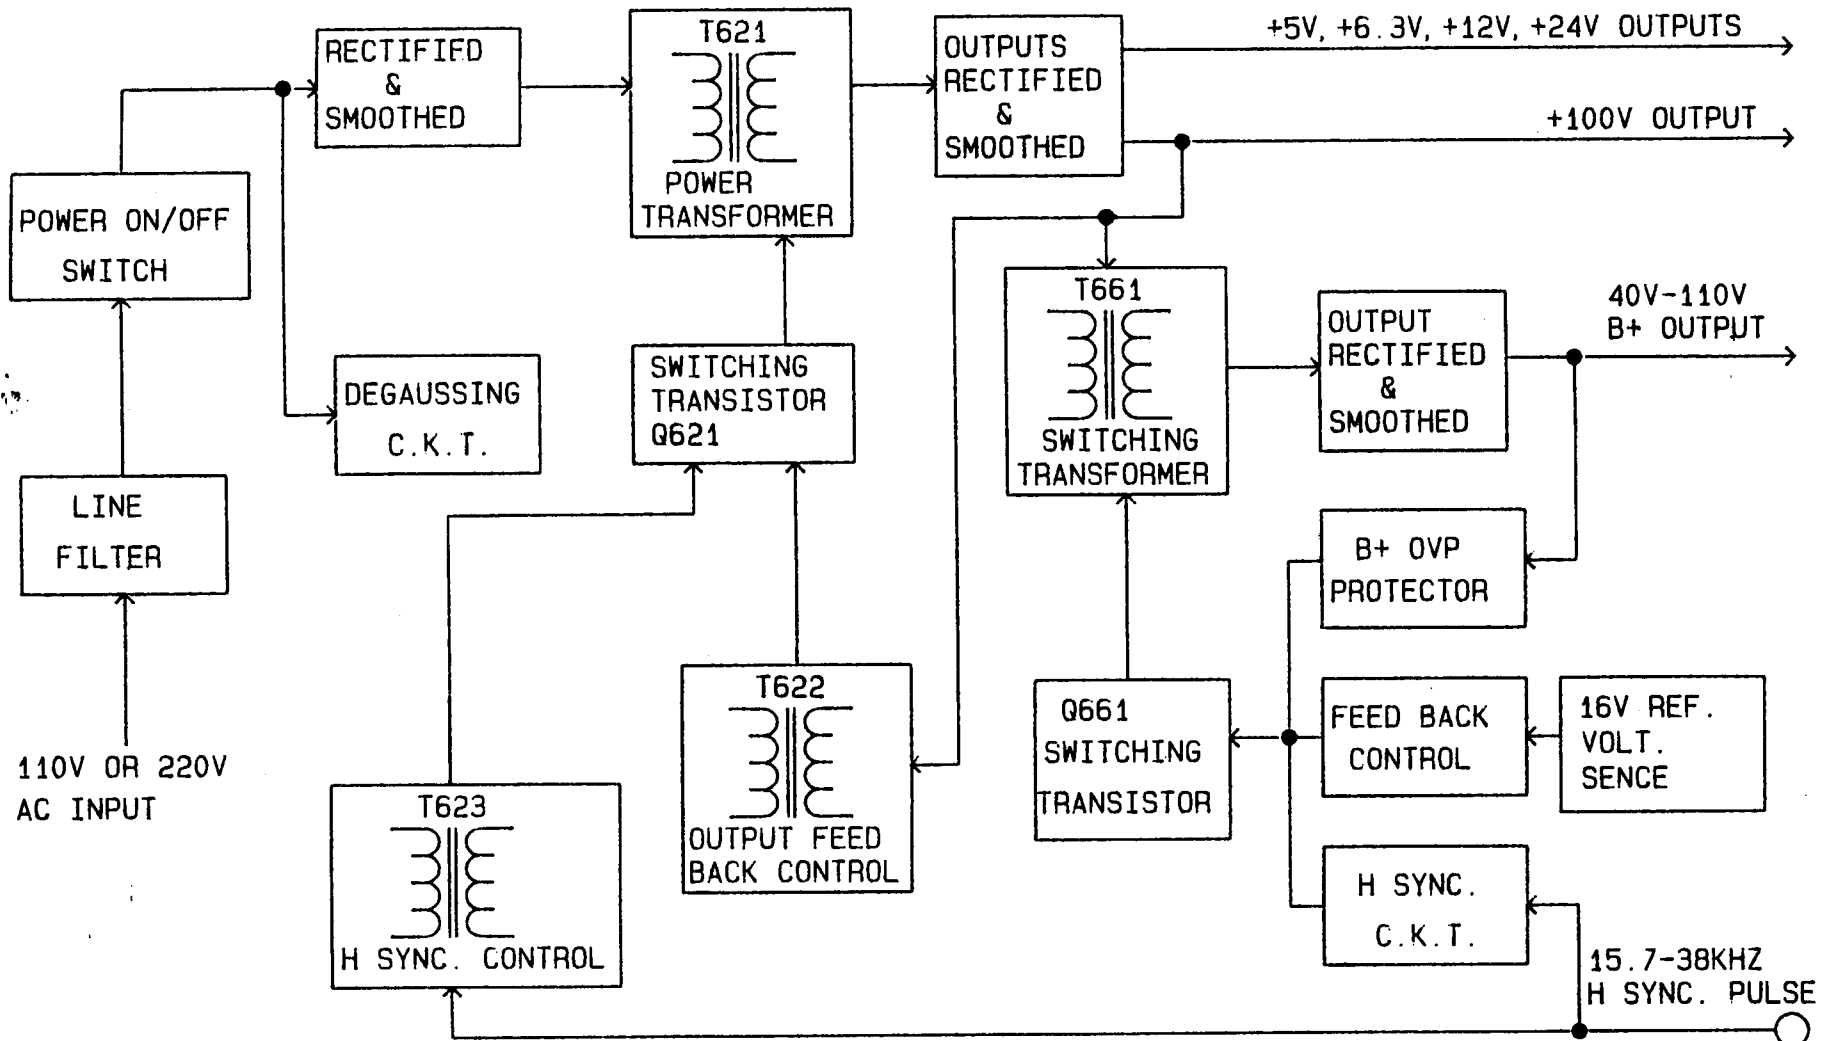 RECTIFIED
&
SMOOTHED
T621
POWER
TRANSFORMER
OUTPUTS
RECTIFIED
&
SMOOTHED
+5V, +6.3V, +12V, +24V OUTPUTS
+100V OUTPUT
POWER ON/OFF
SWITCH
DEGAUSSING
C.K.T.
SWITCHING
TRANSISTOR
Q621
T661
SWITCHING
TRANSFORMER
OUTPUT
RECTIFIED
&
SMOOTHED
40V-110V
B+ OUTPUT
LINE
FILTER
B+ OVP
PROTECTOR
110V OR 220V
AC INPUT
T622
OUTPUT FEED
BACK CONTROL
Q661
SWITCHING
TRANSISTOR
FEED BACK
CONTROL
16V REF.
VOLT.
SENCE
T623
H SYNC. CONTROL
H SYNC.
C.K.T.
15.7-38KHZ
H SYNC. PULSE